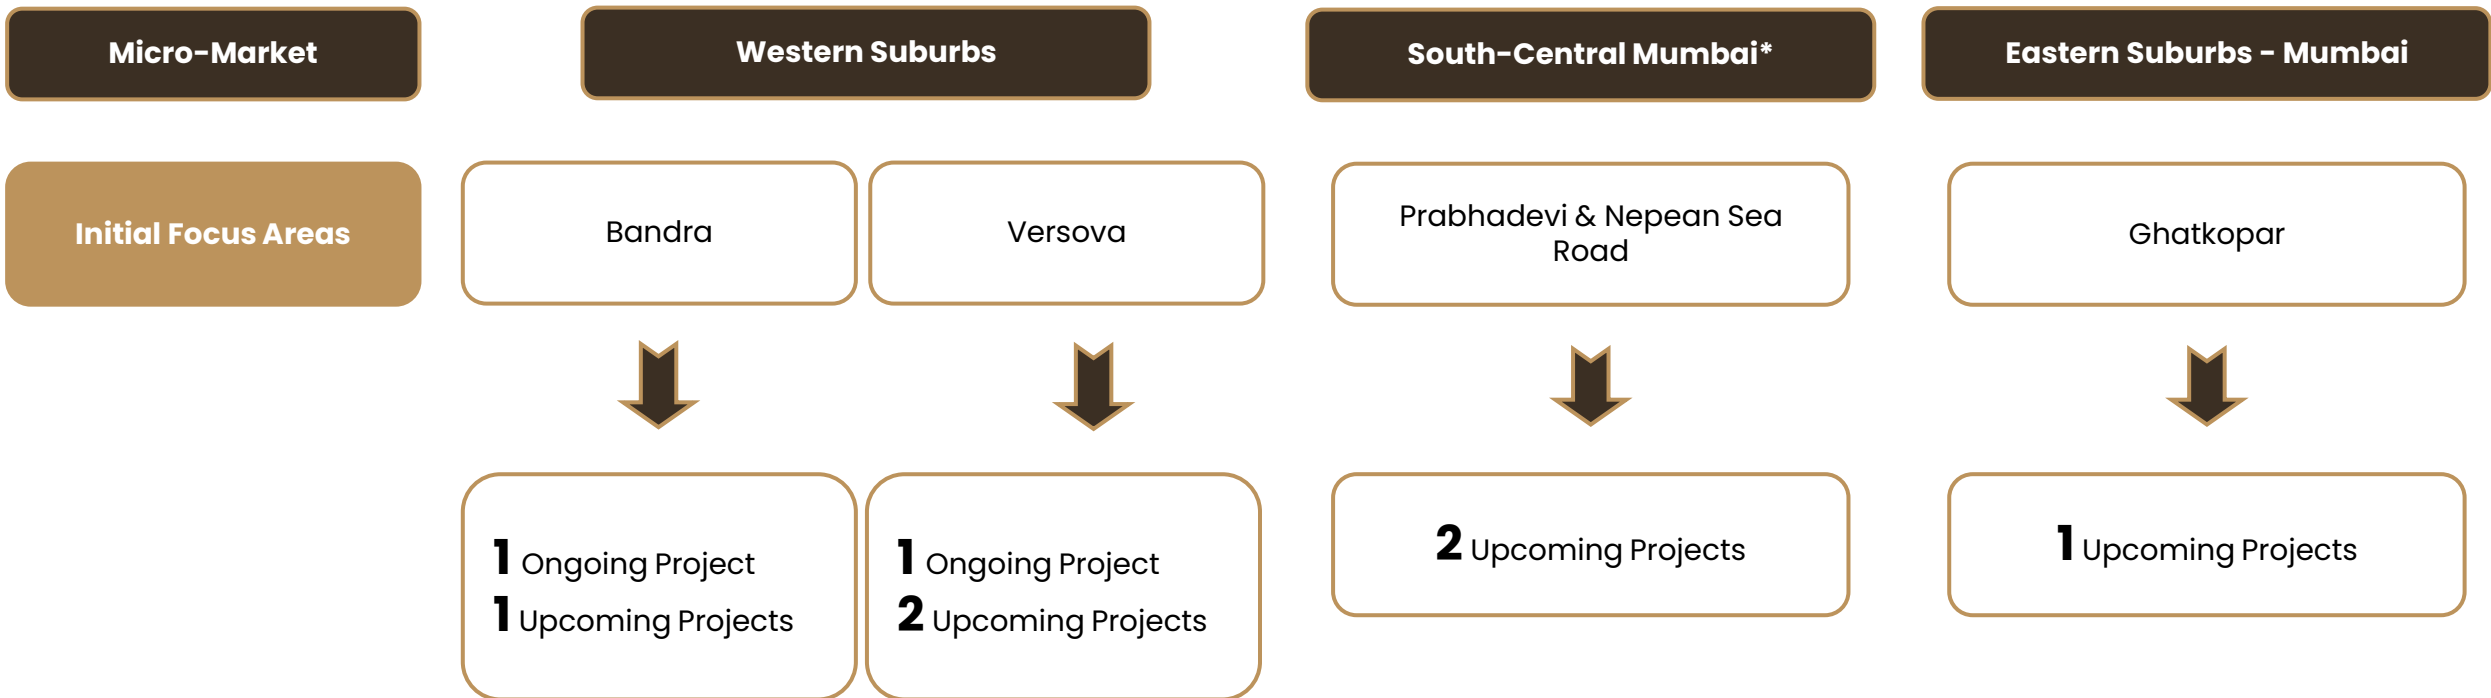 Micro-Market
Western Suburbs
South-Central Mumbai*
Eastern Suburbs - Mumbai
Initial Focus Areas
Bandra
Versova
Prabhadevi & Nepean Sea
Road
Ghatkopar
1 Ongoing Project
1 Upcoming Projects
1 Ongoing Project
2 Upcoming Projects
2 Upcoming Projects
1 Upcoming Projects